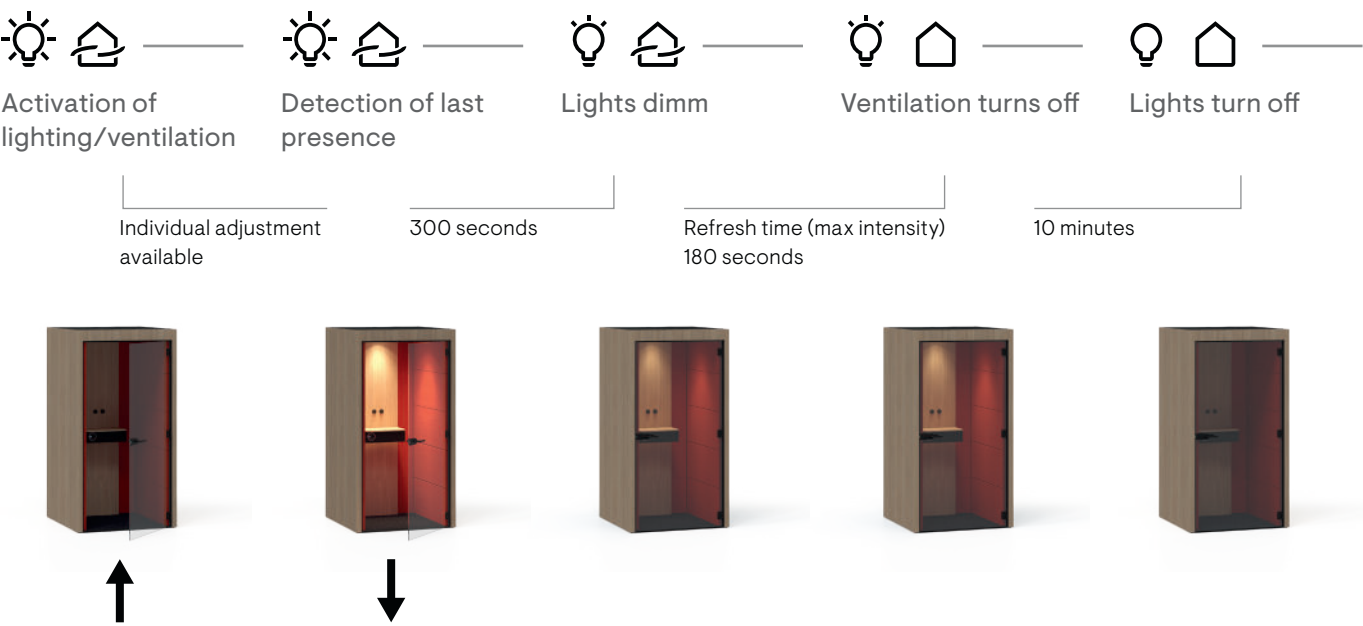 Activation of
lighting/ventilation
Detection of last
presence
Lights dimm
Ventilation turns off
Lights turn off
Individual adjustment
available
300 seconds
Refresh time (max intensity)
180 seconds
10 minutes